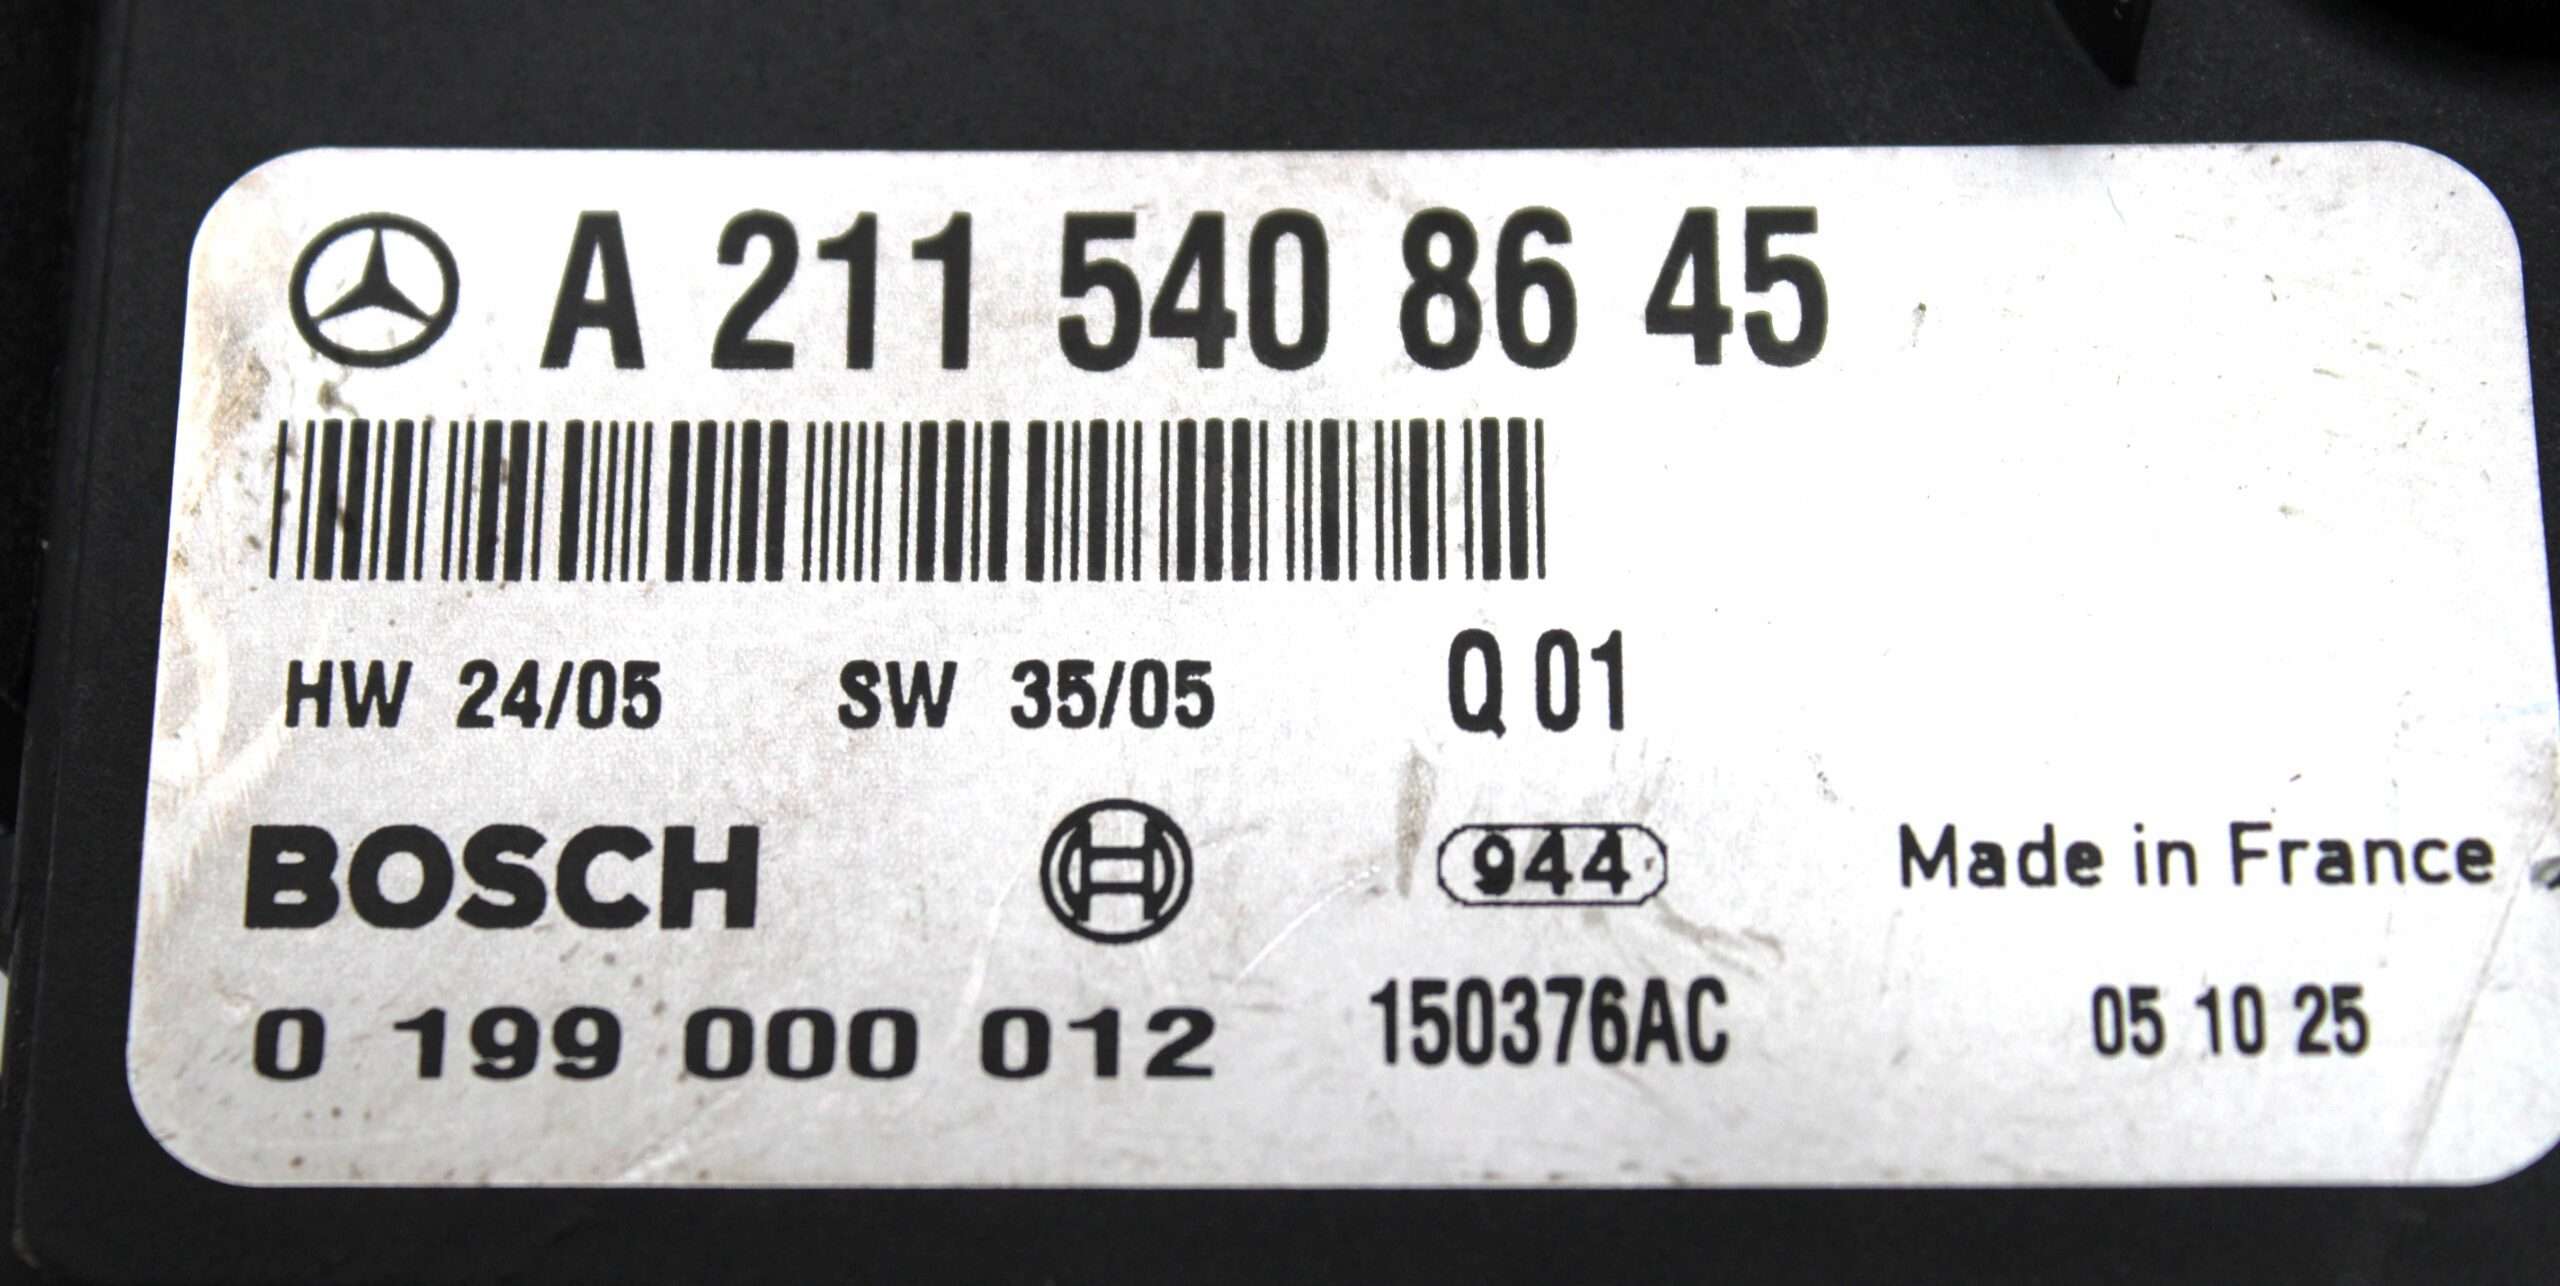 A 211 540 86 45
HW 24/05 SW 35/05 Q 01
BOSCH 944 Made in France
0 199 000 012 150376AC 05 10 25